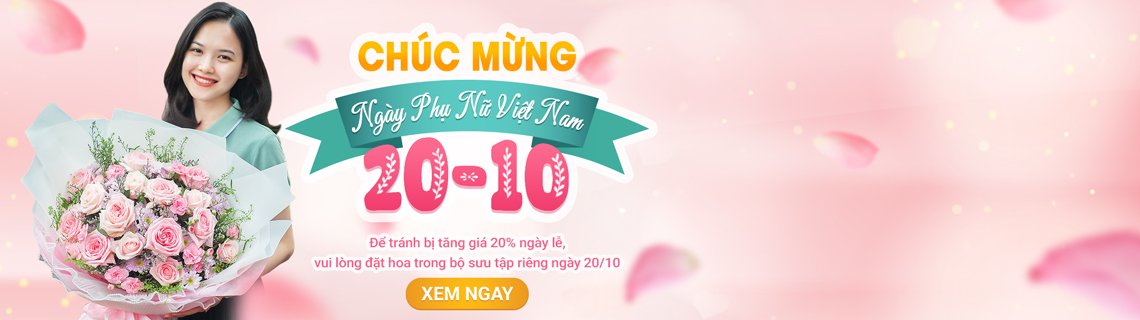 CHÚC MỪNG
Ngày Phụ Nữ Việt Nam
20-10
Để tránh bị tăng giá 20% ngày lễ,
vui lòng đặt hoa trong bộ sưu tập riêng ngày 20/10
XEM NGAY